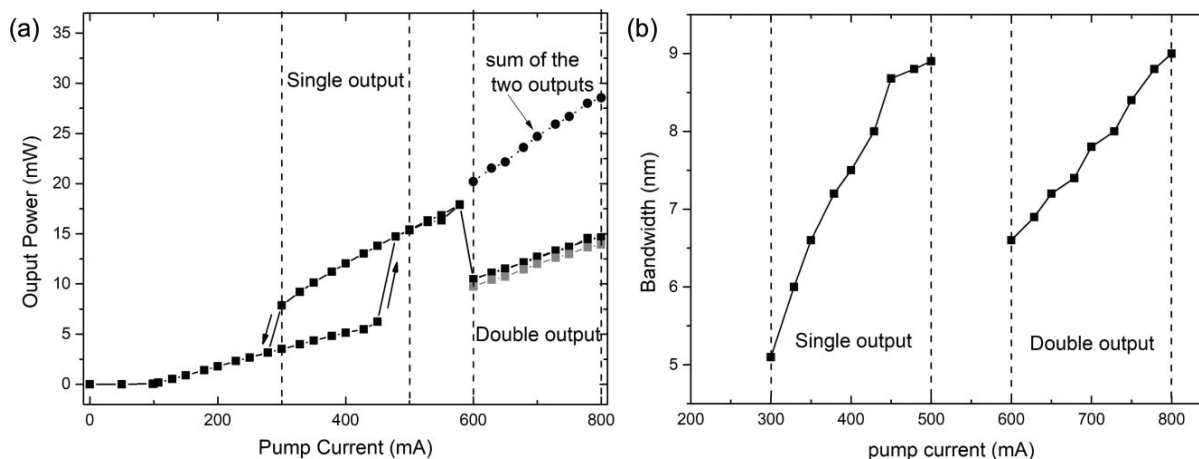 (a)
35
30
25
20
15
10
5
0
Ouput Power (mW)
0
200
400
600
800
Pump Current (mA)
Single output
sum of the
two outputs
Double output
(b)
9
8
7
6
5
Bandwidth (nm)
200
300
400
500
600
700
800
pump current (mA)
Single output
Double output